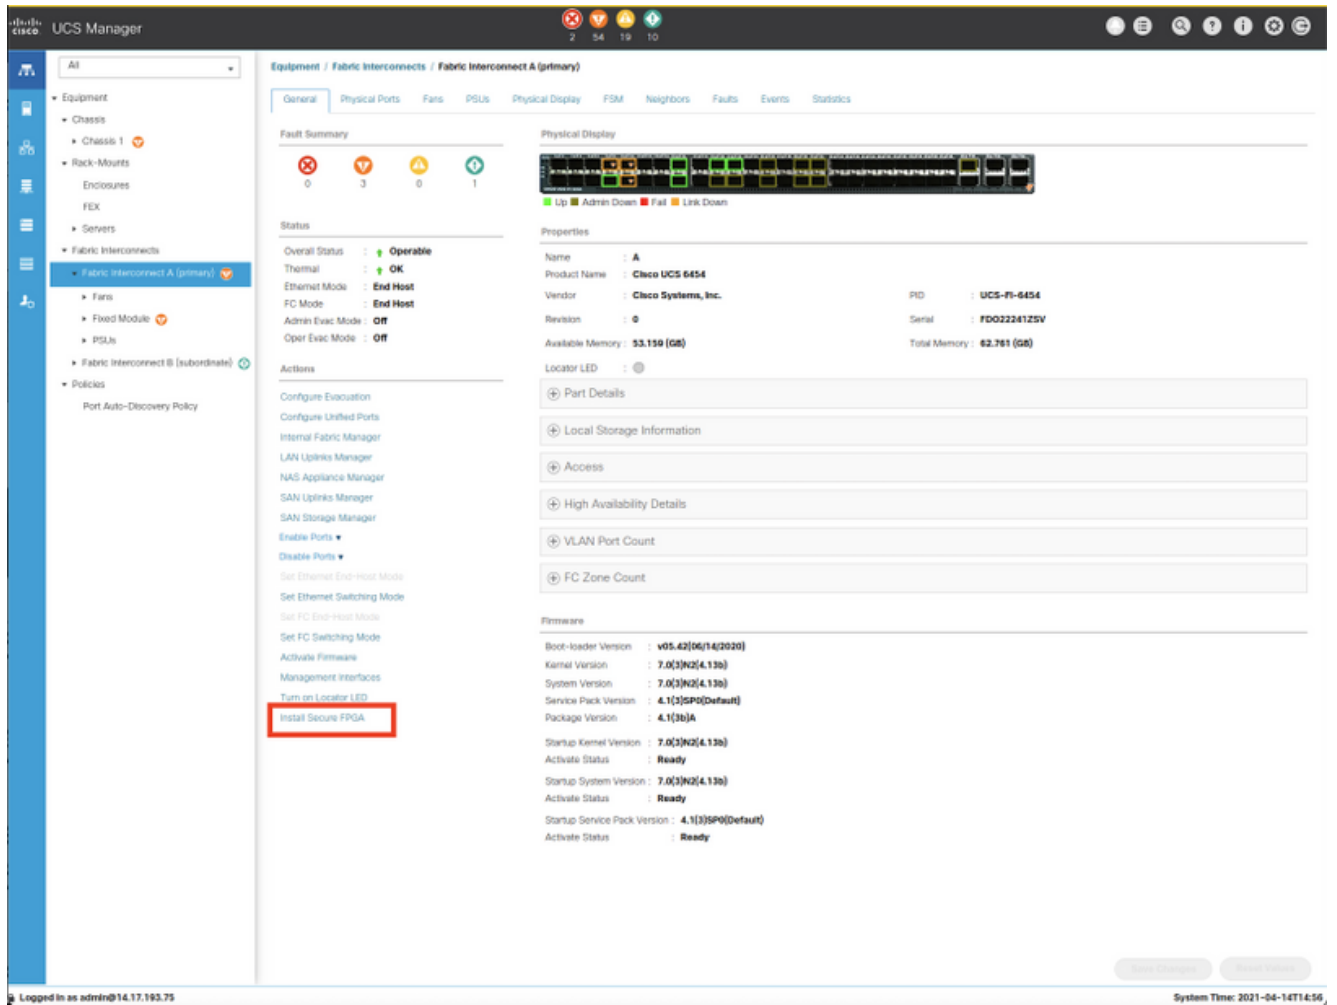 cisco UCS Manager
2 54 19 10
All
Equipment
Chassis
Chassis 1
Rack-Mounts
Enclosures
FEX
Servers
Fabric Interconnects
Fabric Interconnect A (primary)
Fans
Fixed Module
PSUs
Fabric Interconnect B (subordinate)
Policies
Port Auto-Discovery Policy
Equipment / Fabric Interconnects / Fabric Interconnect A (primary)
General Physical Ports Fans PSUs Physical Display FSM Neighbors Faults Events Statistics
Fault Summary
0 3 0 1
Status
Overall Status : Operable
Thermal : OK
Ethernet Mode : End Host
FC Mode : End Host
Admin Evac Mode : Off
Oper Evac Mode : Off
Actions
Configure Evacuation
Configure Unified Ports
Internal Fabric Manager
LAN Uplinks Manager
NAS Appliance Manager
SAN Uplinks Manager
SAN Storage Manager
Enable Ports
Disable Ports
Set Ethernet End-Host Mode
Set Ethernet Switching Mode
Set FC End-Host Mode
Set FC Switching Mode
Activate Firmware
Management Interfaces
Turn on Locator LED
Install Secure FPGA
Physical Display
Up Admin Down Fail Link Down
Properties
Name : A
Product Name : Cisco UCS 6454
Vendor : Cisco Systems, Inc. PID : UCS-FI-6454
Revision : 0 Serial : FDO22241ZSV
Available Memory : 53.159 (GB) Total Memory : 62.761 (GB)
Locator LED :
Part Details
Local Storage Information
Access
High Availability Details
VLAN Port Count
FC Zone Count
Firmware
Boot-loader Version : v05.42(06/14/2020)
Kernel Version : 7.0(3)N2(4.13b)
System Version : 7.0(3)N2(4.13b)
Service Pack Version : 4.1(3)SP0(Default)
Package Version : 4.1(3b)A
Startup Kernel Version : 7.0(3)N2(4.13b)
Activate Status : Ready
Startup System Version : 7.0(3)N2(4.13b)
Activate Status : Ready
Startup Service Pack Version : 4.1(3)SP0(Default)
Activate Status : Ready
Save Changes Reset Values
Logged in as admin@14.17.193.75
System Time: 2021-04-14T14:56